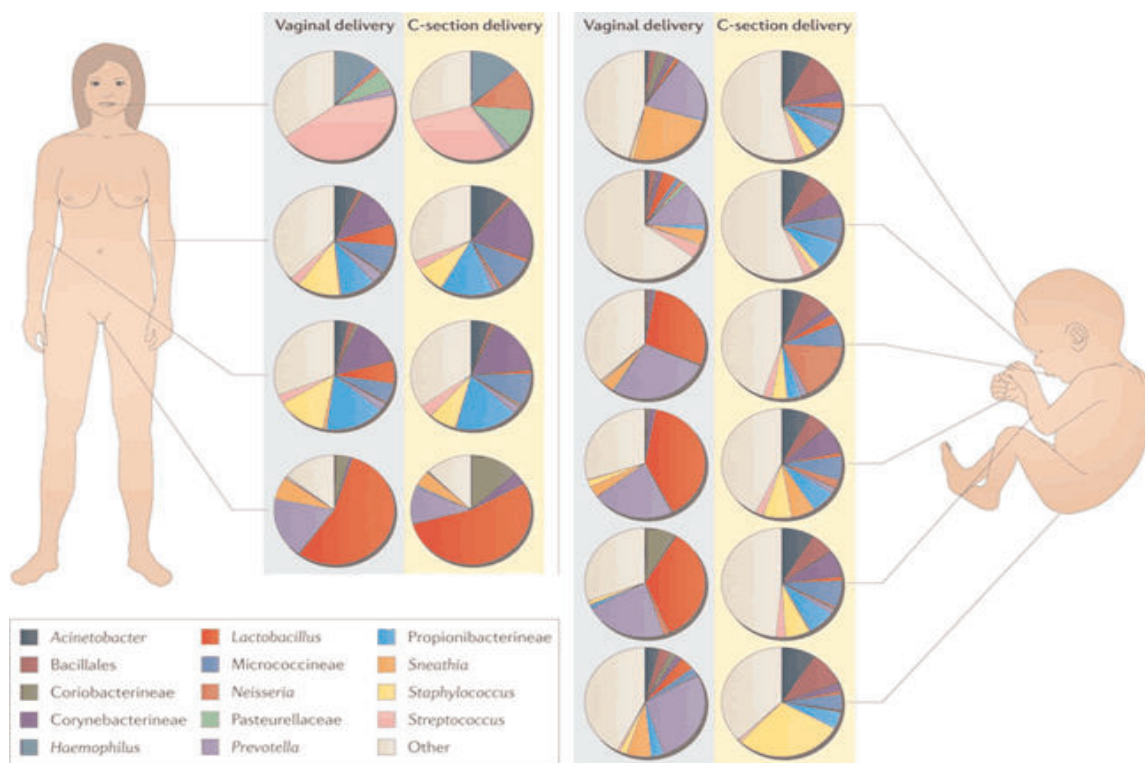 Vaginal delivery C-section delivery
Vaginal delivery C-section delivery
Acinetobacter
Bacillales
Coriobacterineae
Corynebacterineae
Haemophilus
Lactobacillus
Micrococcineae
Neisseria
Pasteurellaceae
Prevotella
Propionibacterineae
Sneathia
Staphylococcus
Streptococcus
Other